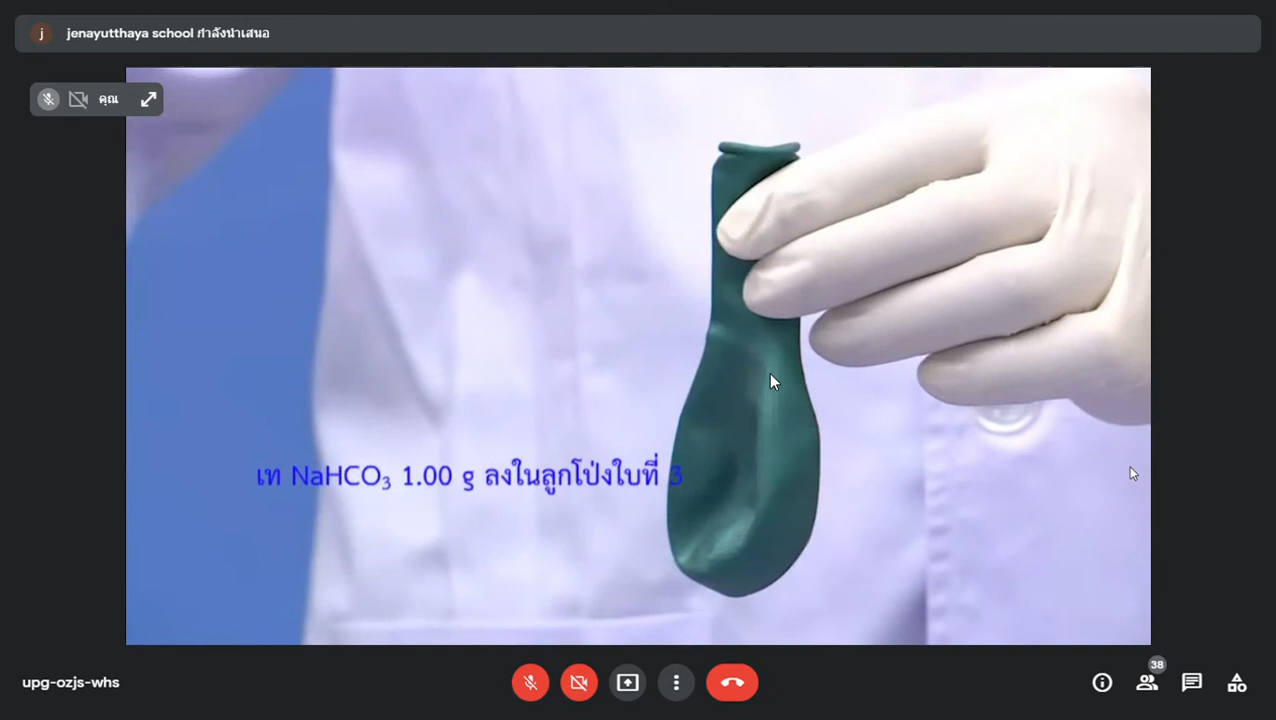 j jenayutthaya school กำลังนำเสนอ
คุณ
เท NaHCO₃ 1.00 g ลงในลูกโป่งใบที่ 3
38
upg-ozjs-whs